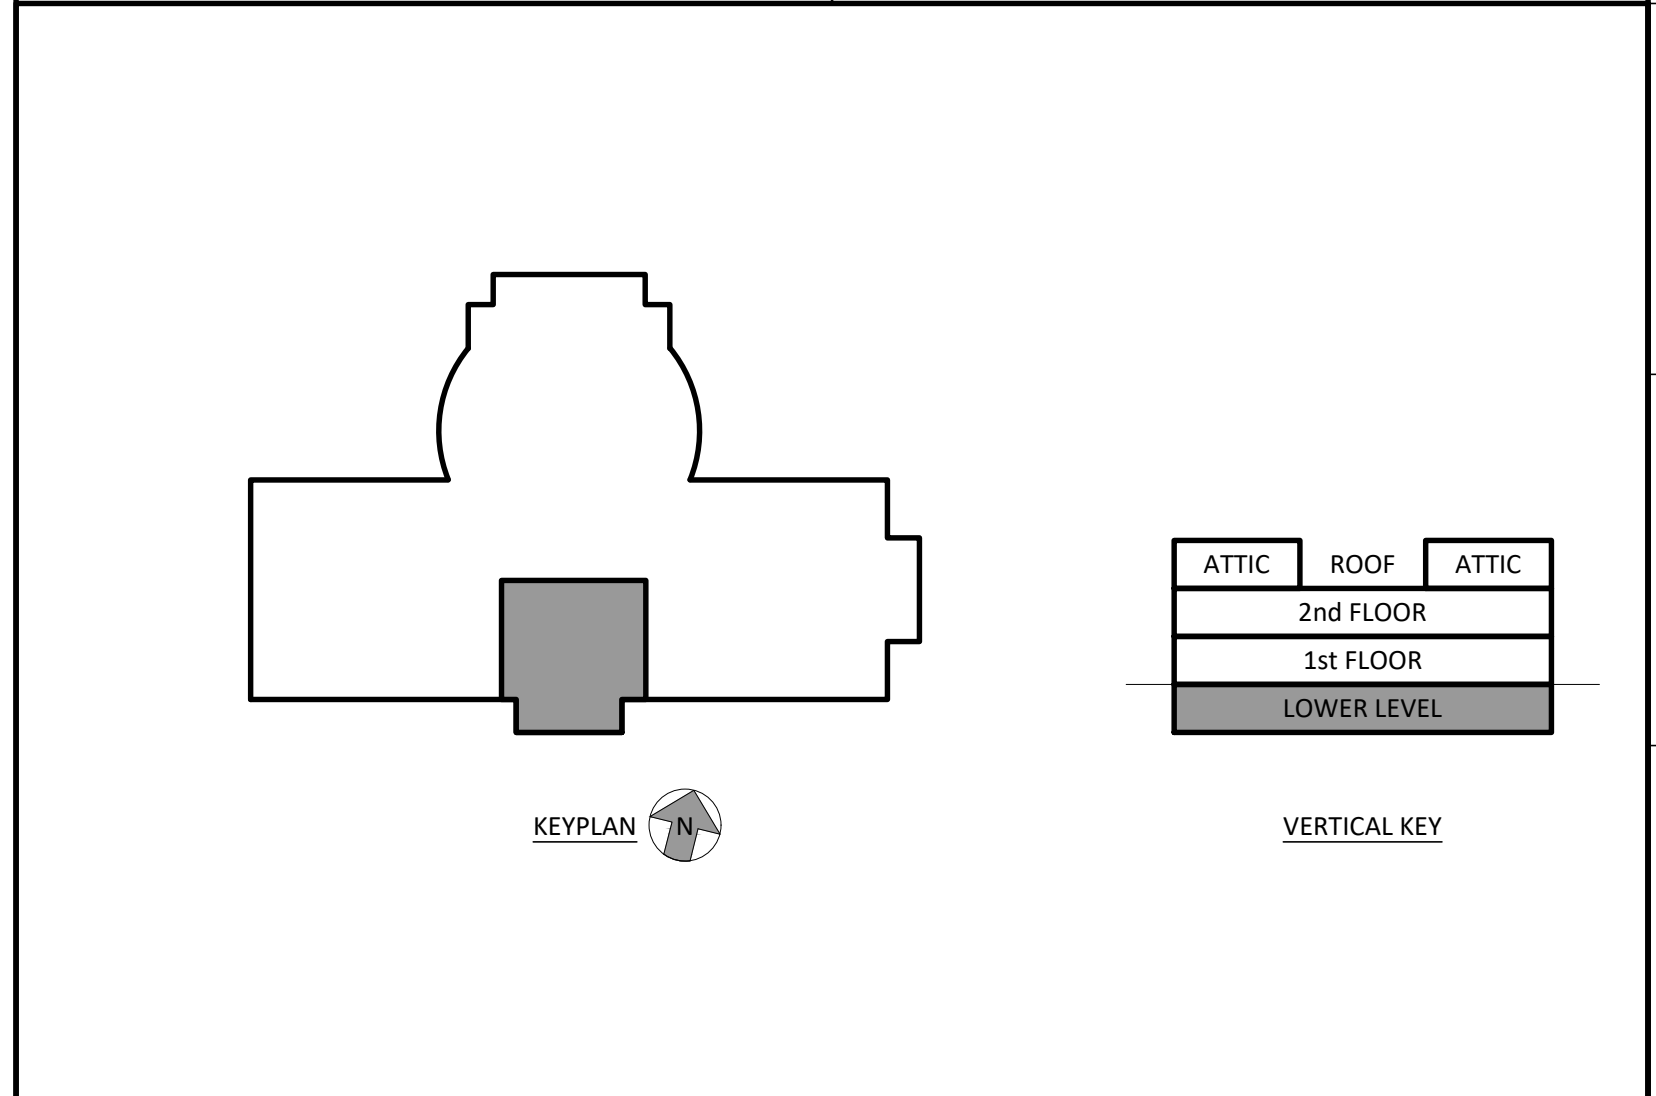 ATTIC ROOF ATTIC
2nd FLOOR
1st FLOOR
LOWER LEVEL
KEYPLAN N
VERTICAL KEY